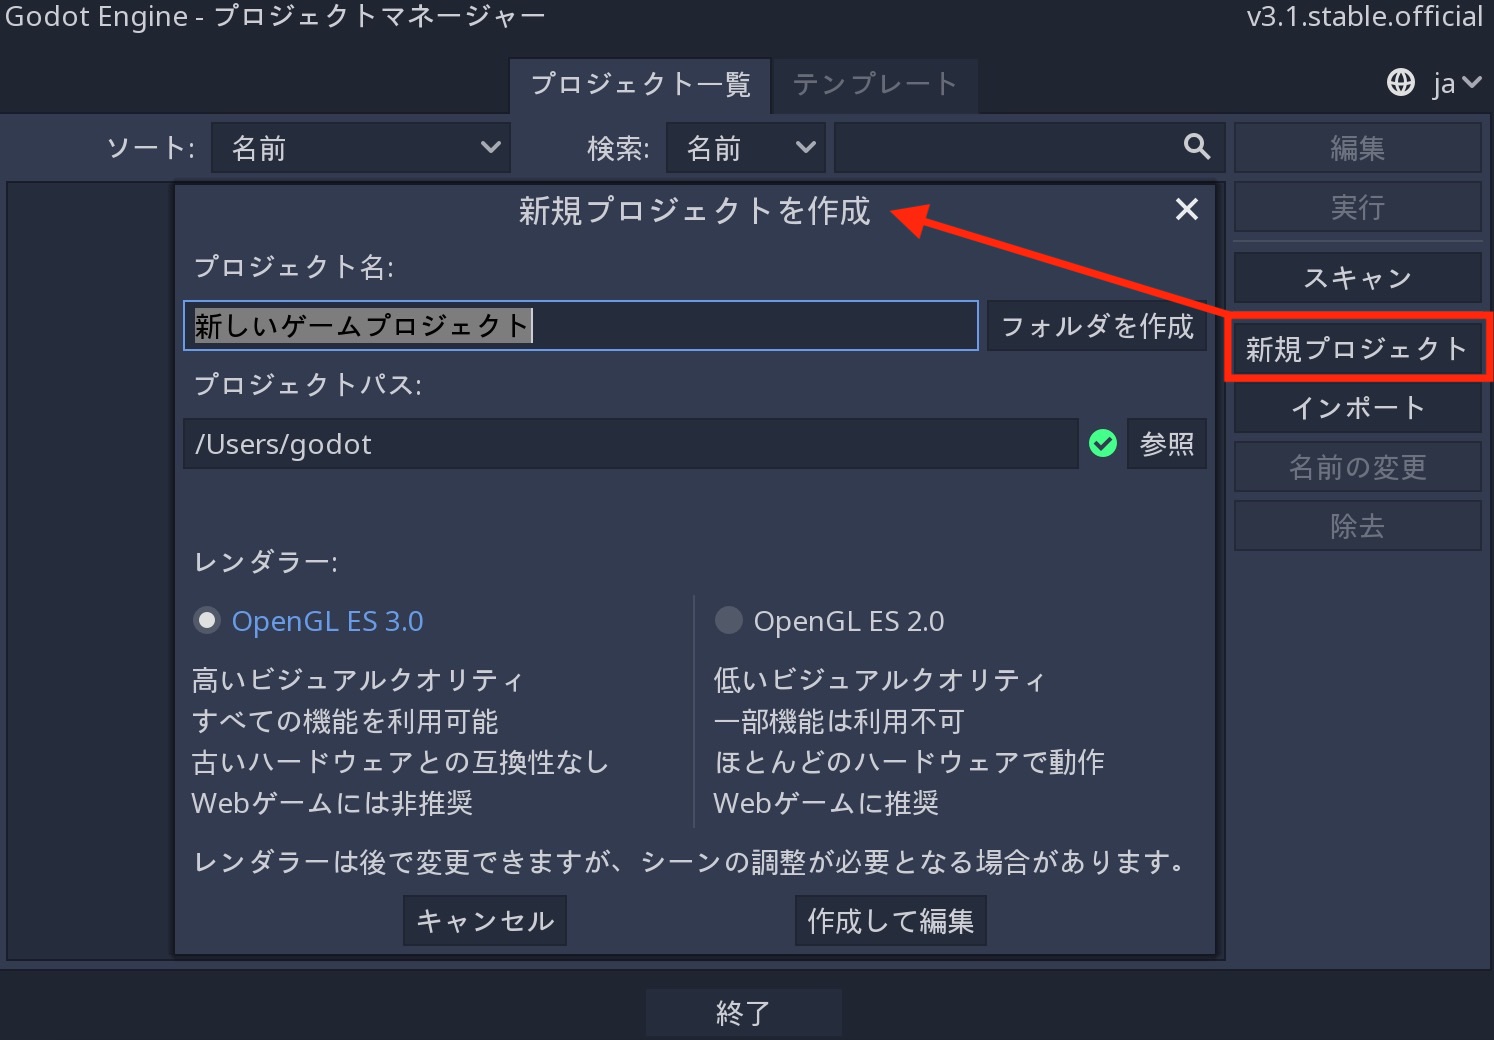 Godot Engine - プロジェクトマネージャー
v3.1.stable.official
プロジェクト一覧
テンプレート
ja
ソート:
名前
検索:
名前
編集
実行
スキャン
新規プロジェクト
インポート
名前の変更
除去
新規プロジェクトを作成
プロジェクト名:
新しいゲームプロジェクト
フォルダを作成
プロジェクトパス:
/Users/godot
参照
レンダラー:
OpenGL ES 3.0
高いビジュアルクオリティ
すべての機能を利用可能
古いハードウェアとの互換性なし
Webゲームには非推奨
OpenGL ES 2.0
低いビジュアルクオリティ
一部機能は利用不可
ほとんどのハードウェアで動作
Webゲームに推奨
レンダラーは後で変更できますが、シーンの調整が必要となる場合があります。
キャンセル
作成して編集
終了